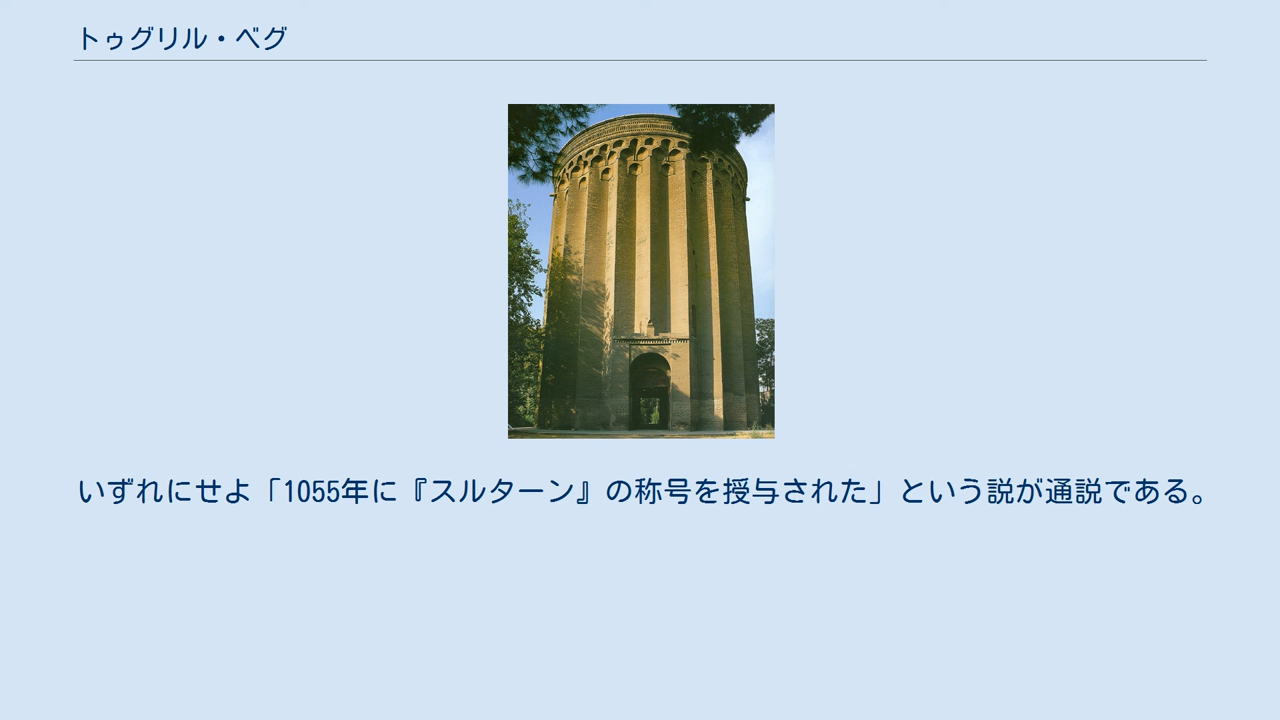 トゥグリル・ベグ
いずれにせよ「1055年に『スルターン』の称号を授与された」という説が通説である。